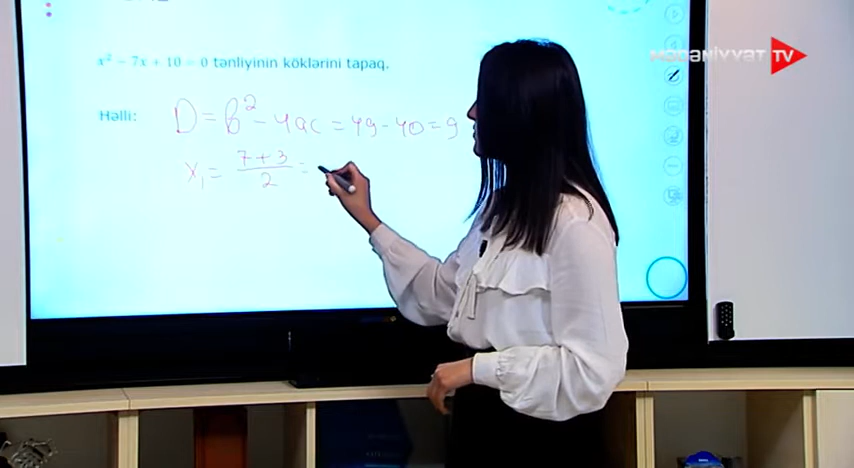 MƏDƏNİYYƏT TV
x² − 7x + 10 = 0 tənliyinin köklərini tapaq.
Həlli: D = b² − 4ac = 49 − 40 = 9
x₁ = (7 + 3)/2 =